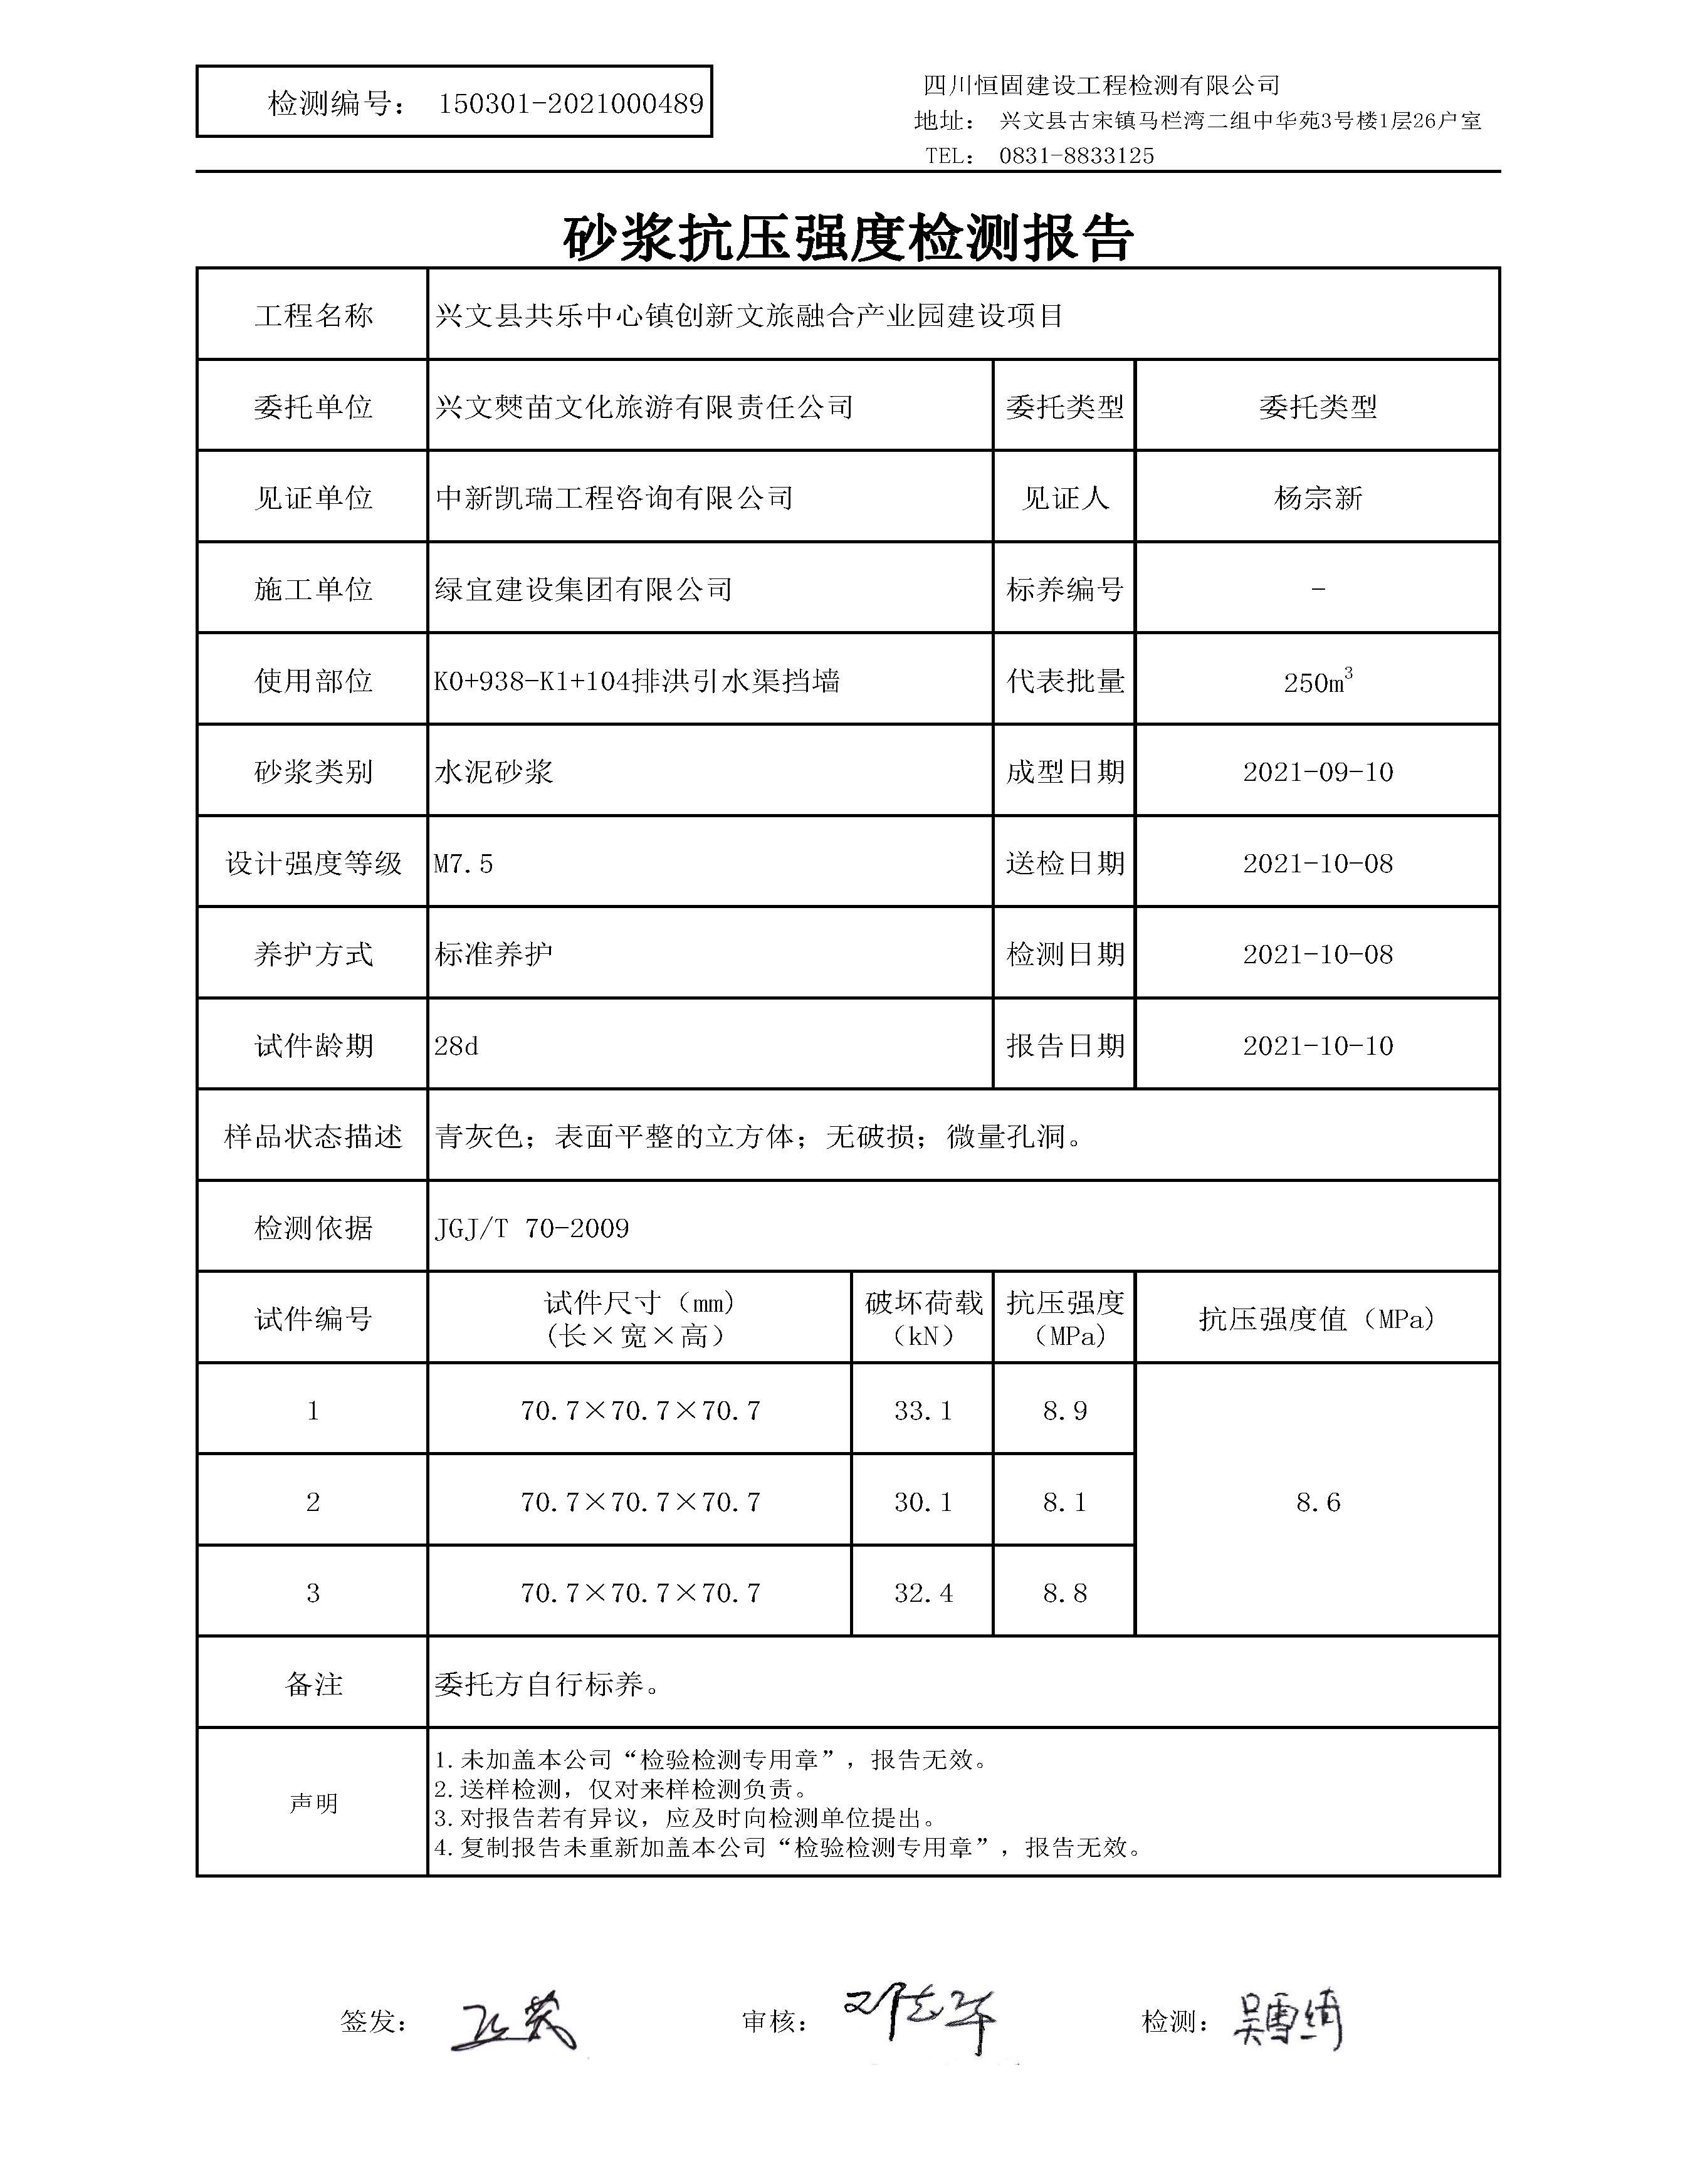 检测编号： 150301-2021000489
四川恒固建设工程检测有限公司
地址： 兴文县古宋镇马栏湾二组中华苑3号楼1层26户室
TEL： 0831-8833125
砂浆抗压强度检测报告
工程名称 兴文县共乐中心镇创新文旅融合产业园建设项目
委托单位 兴文僰苗文化旅游有限责任公司 委托类型 委托类型
见证单位 中新凯瑞工程咨询有限公司 见证人 杨宗新
施工单位 绿宜建设集团有限公司 标养编号 -
使用部位 K0+938-K1+104排洪引水渠挡墙 代表批量 250m³
砂浆类别 水泥砂浆 成型日期 2021-09-10
设计强度等级 M7.5 送检日期 2021-10-08
养护方式 标准养护 检测日期 2021-10-08
试件龄期 28d 报告日期 2021-10-10
样品状态描述 青灰色；表面平整的立方体；无破损；微量孔洞。
检测依据 JGJ/T 70-2009
试件编号 试件尺寸（mm) (长×宽×高） 破坏荷载（kN） 抗压强度（MPa) 抗压强度值（MPa)
1 70.7×70.7×70.7 33.1 8.9
2 70.7×70.7×70.7 30.1 8.1 8.6
3 70.7×70.7×70.7 32.4 8.8
备注 委托方自行标养。
声明
1.未加盖本公司“检验检测专用章”，报告无效。
2.送样检测，仅对来样检测负责。
3.对报告若有异议，应及时向检测单位提出。
4.复制报告未重新加盖本公司“检验检测专用章”，报告无效。
签发： 审核： 检测：吴雪绮